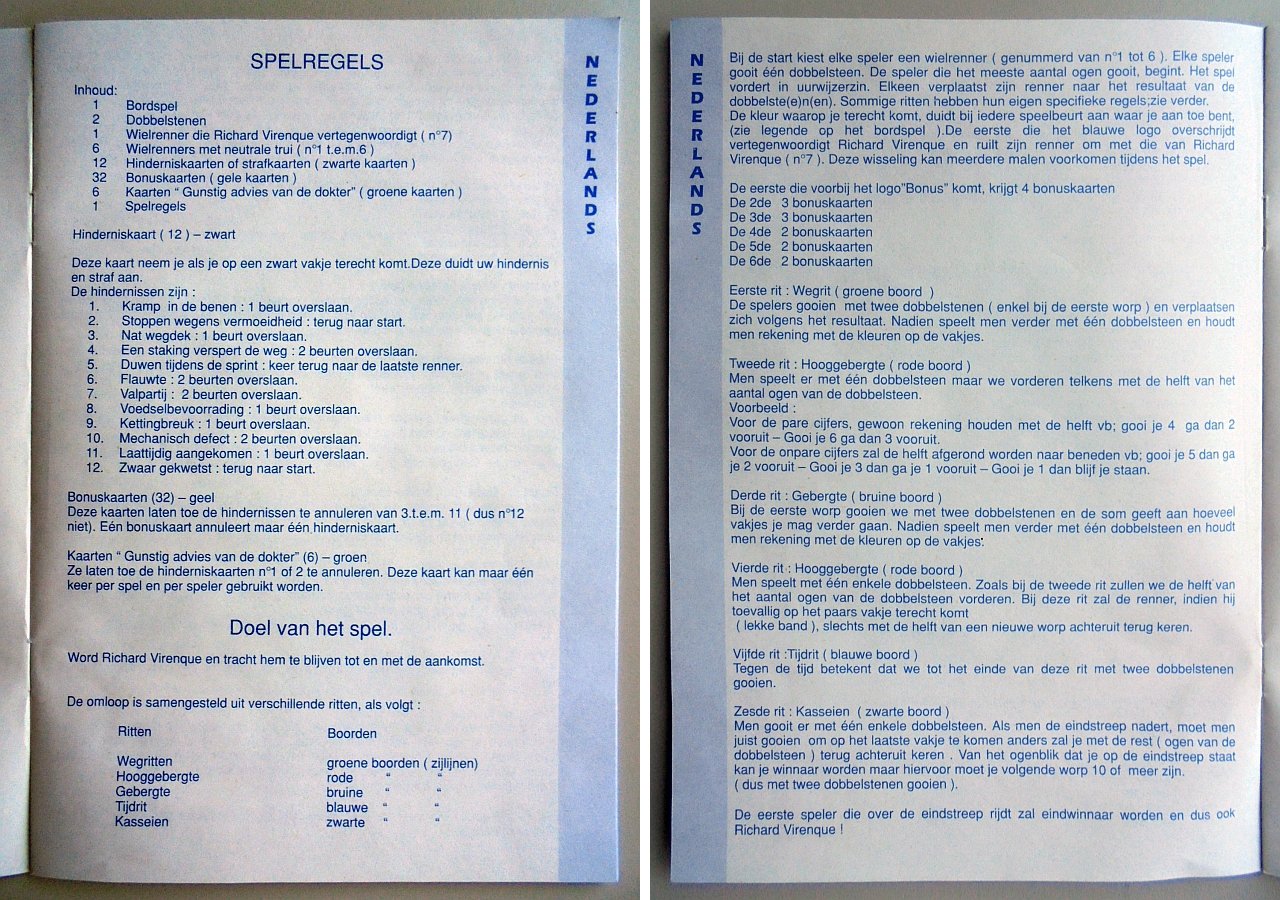 SPELREGELS
NEDERLANDS
Inhoud:
1 Bordspel
2 Dobbelstenen
1 Wielrenner die Richard Virenque vertegenwoordigt ( n°7)
6 Wielrenners met neutrale trui ( n°1 t.e.m.6 )
12 Hinderniskaarten of strafkaarten ( zwarte kaarten )
32 Bonuskaarten ( gele kaarten )
6 Kaarten “ Gunstig advies van de dokter” ( groene kaarten )
1 Spelregels
Hinderniskaart ( 12 ) – zwart
Deze kaart neem je als je op een zwart vakje terecht komt.Deze duidt uw hindernis
en straf aan.
De hindernissen zijn :
1. Kramp in de benen : 1 beurt overslaan.
2. Stoppen wegens vermoeidheid : terug naar start.
3. Nat wegdek : 1 beurt overslaan.
4. Een staking verspert de weg : 2 beurten overslaan.
5. Duwen tijdens de sprint : keer terug naar de laatste renner.
6. Flauwte : 2 beurten overslaan.
7. Valpartij : 2 beurten overslaan.
8. Voedselbevoorrading : 1 beurt overslaan.
9. Kettingbreuk : 1 beurt overslaan.
10. Mechanisch defect : 2 beurten overslaan.
11. Laattijdig aangekomen : 1 beurt overslaan.
12. Zwaar gekwetst : terug naar start.
Bonuskaarten (32) – geel
Deze kaarten laten toe de hindernissen te annuleren van 3.t.e.m. 11 ( dus n°12
niet). Eén bonuskaart annuleert maar één hinderniskaart.
Kaarten “ Gunstig advies van de dokter” (6) – groen
Ze laten toe de hinderniskaarten n°1 of 2 te annuleren. Deze kaart kan maar één
keer per spel en per speler gebruikt worden.
Doel van het spel.
Word Richard Virenque en tracht hem te blijven tot en met de aankomst.
De omloop is samengesteld uit verschillende ritten, als volgt :
Ritten Boorden
Wegritten groene boorden ( zijlijnen)
Hooggebergte rode “ “
Gebergte bruine “ “
Tijdrit blauwe “ “
Kasseien zwarte “ “
NEDERLANDS
Bij de start kiest elke speler een wielrenner ( genummerd van n°1 tot 6 ). Elke speler
gooit één dobbelsteen. De speler die het meeste aantal ogen gooit, begint. Het spel
vordert in uurwijzerzin. Elkeen verplaatst zijn renner naar het resultaat van de
dobbelste(e)n(en). Sommige ritten hebben hun eigen specifieke regels;zie verder.
De kleur waarop je terecht komt, duidt bij iedere speelbeurt aan waar je aan toe bent,
(zie legende op het bordspel ).De eerste die het blauwe logo overschrijdt
vertegenwoordigt Richard Virenque en ruilt zijn renner om met die van Richard
Virenque ( n°7 ). Deze wisseling kan meerdere malen voorkomen tijdens het spel.
De eerste die voorbij het logo”Bonus” komt, krijgt 4 bonuskaarten
De 2de 3 bonuskaarten
De 3de 3 bonuskaarten
De 4de 2 bonuskaarten
De 5de 2 bonuskaarten
De 6de 2 bonuskaarten
Eerste rit : Wegrit ( groene boord )
De spelers gooien met twee dobbelstenen ( enkel bij de eerste worp ) en verplaatsen
zich volgens het resultaat. Nadien speelt men verder met één dobbelsteen en houdt
men rekening met de kleuren op de vakjes.
Tweede rit : Hooggebergte ( rode boord )
Men speelt er met één dobbelsteen maar we vorderen telkens met de helft van het
aantal ogen van de dobbelsteen.
Voorbeeld :
Voor de pare cijfers, gewoon rekening houden met de helft vb; gooi je 4 ga dan 2
vooruit – Gooi je 6 ga dan 3 vooruit.
Voor de onpare cijfers zal de helft afgerond worden naar beneden vb; gooi je 5 dan ga
je 2 vooruit – Gooi je 3 dan ga je 1 vooruit – Gooi je 1 dan blijf je staan.
Derde rit : Gebergte ( bruine boord )
Bij de eerste worp gooien we met twee dobbelstenen en de som geeft aan hoeveel
vakjes je mag verder gaan. Nadien speelt men verder met één dobbelsteen en houdt
men rekening met de kleuren op de vakjes.
Vierde rit : Hooggebergte ( rode boord )
Men speelt met één enkele dobbelsteen. Zoals bij de tweede rit zullen we de helft van
het aantal ogen van de dobbelsteen vorderen. Bij deze rit zal de renner, indien hij
toevallig op het paars vakje terecht komt
( lekke band ), slechts met de helft van een nieuwe worp achteruit terug keren.
Vijfde rit :Tijdrit ( blauwe boord )
Tegen de tijd betekent dat we tot het einde van deze rit met twee dobbelstenen
gooien.
Zesde rit : Kasseien ( zwarte boord )
Men gooit er met één enkele dobbelsteen. Als men de eindstreep nadert, moet men
juist gooien om op het laatste vakje te komen anders zal je met de rest ( ogen van de
dobbelsteen ) terug achteruit keren . Van het ogenblik dat je op de eindstreep staat
kan je winnaar worden maar hiervoor moet je volgende worp 10 of meer zijn.
( dus met twee dobbelstenen gooien ).
De eerste speler die over de eindstreep rijdt zal eindwinnaar worden en dus ook
Richard Virenque !